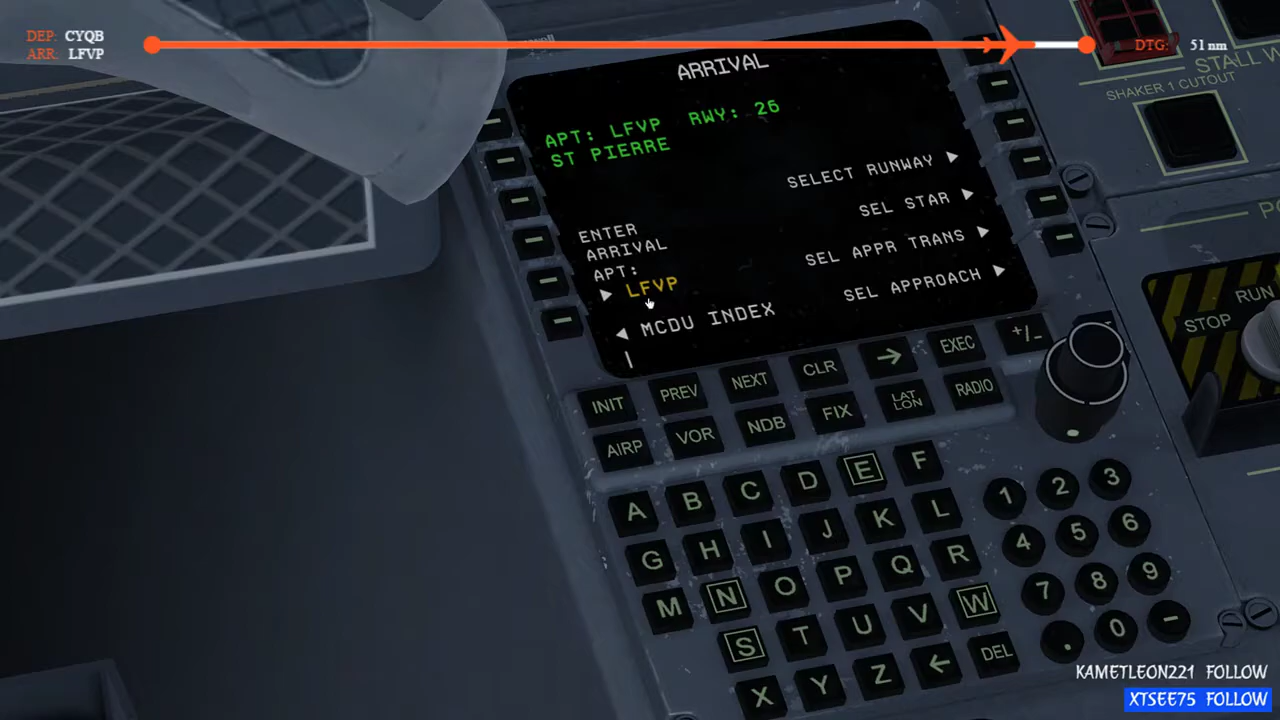 DEP: CYQB
ARR: LFVP
DTG: 51 nm
ARRIVAL
APT: LFVP RWY: 26
ST PIERRE
SELECT RUNWAY
SEL STAR
ENTER
ARRIVAL
APT:
LFVP
SEL APPR TRANS
SEL APPROACH
MCDU INDEX
STALL W
SHAKER 1 CUTOUT
RUN
STOP
INIT PREV NEXT CLR → EXEC +/-
AIRP VOR NDB FIX LAT LON RADIO
A B C D E F
G H I J K L
M N O P Q R
S T U V W
X Y Z ← DEL
1 2 3
4 5 6
7 8 9
. 0 -
KAMETLEON221 FOLLOW
XTSEE75 FOLLOW